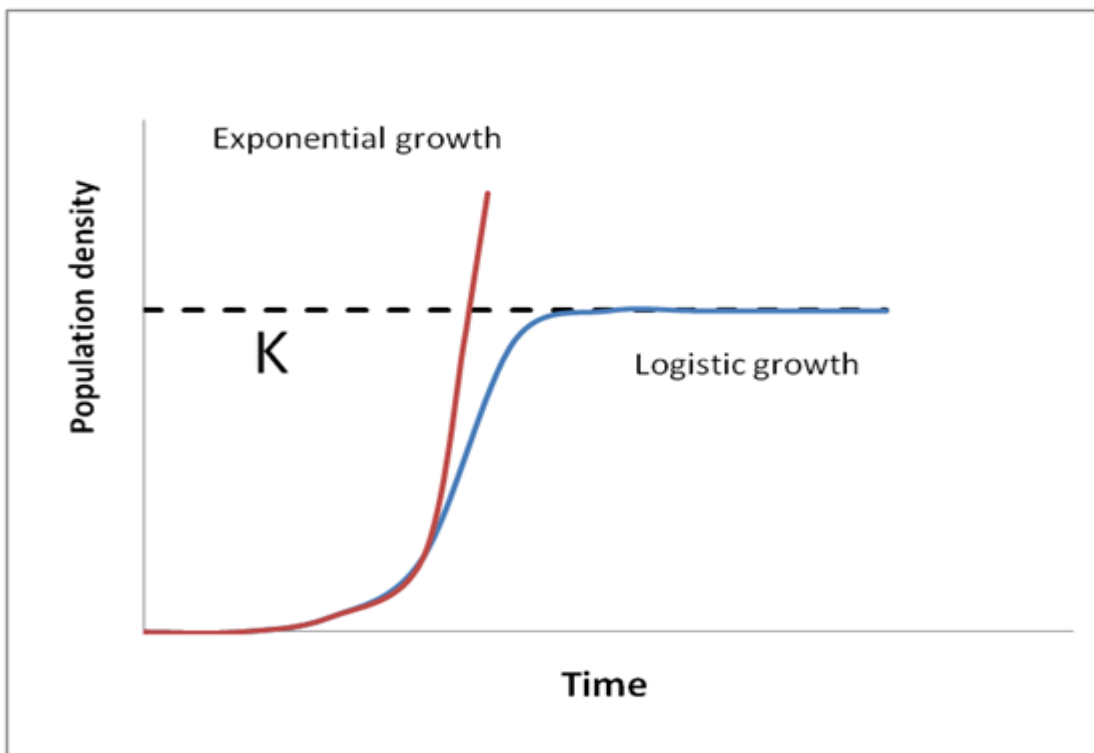 Exponential growth
Population density
K
Logistic growth
Time